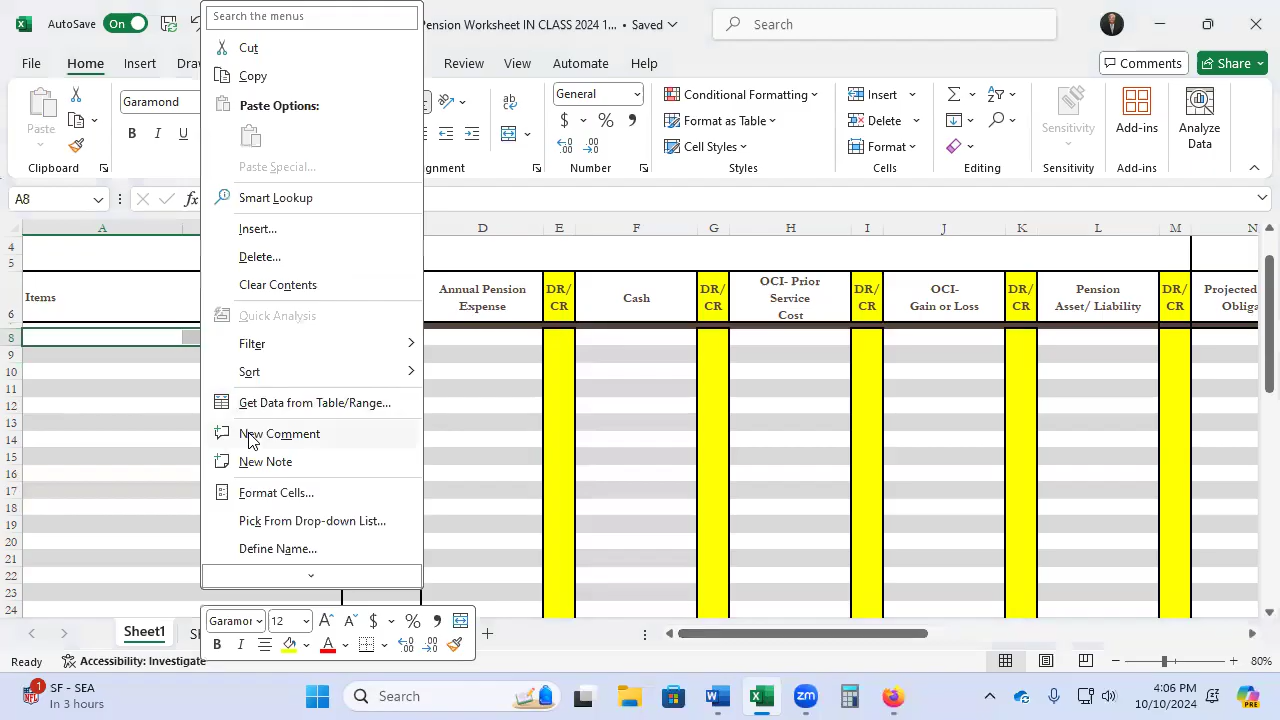 AutoSave On
Pension Worksheet IN CLASS 2024 1... • Saved
Search
File Home Insert Review View Automate Help
Comments Share
Search the menus
Cut
Copy
Paste Options:
Paste Special...
Smart Lookup
Insert...
Delete...
Clear Contents
Quick Analysis
Filter
Sort
Get Data from Table/Range...
New Comment
New Note
Format Cells...
Pick From Drop-down List...
Define Name...
Paste
Clipboard
Garamond
B I U
ab
General
$ % 9
Number
Conditional Formatting
Format as Table
Cell Styles
Styles
Insert
Delete
Format
Cells
Editing
Sensitivity
Sensitivity
Add-ins
Add-ins
Analyze
Data
A8
fx
A D E F G H I J K L M N
4
5
6
8
9
10
11
12
13
14
15
16
17
18
19
20
21
22
23
24
Items
Annual Pension
Expense
DR/
CR
Cash
DR/
CR
OCI- Prior
Service
Cost
DR/
CR
OCI-
Gain or Loss
DR/
CR
Pension
Asset/ Liability
DR/
CR
Projected
Garamor 12 A A $ % 9
B I A
Sheet1
Ready
Accessibility: Investigate
80%
1
SF - SEA
In 3 hours
Search
zm
4:06 PM
10/10/2024
PRE